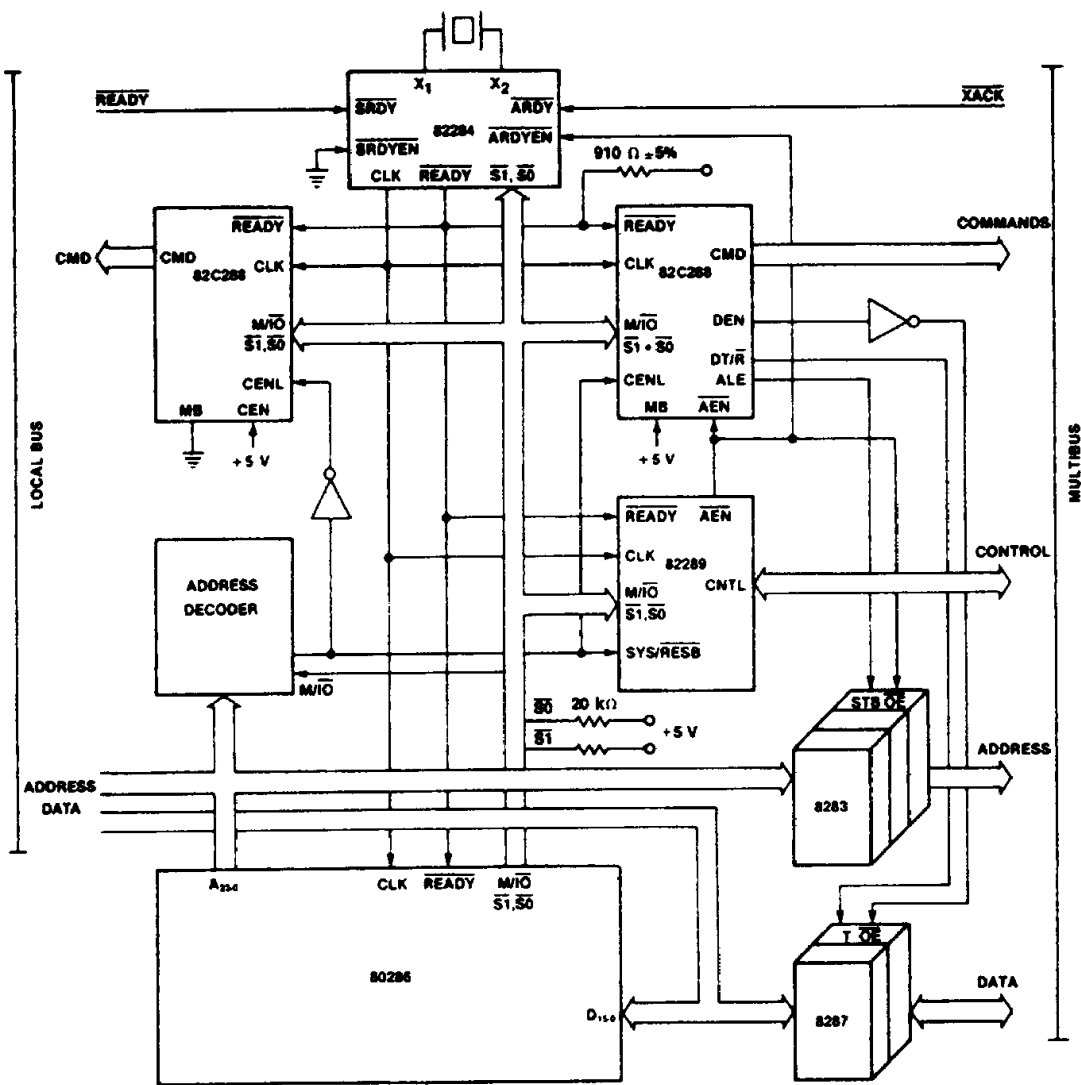 X1 X2
READY
SRDY
ARDY
XACK
82284
SRDYEN
ARDYEN
910 Ω ±5%
CLK READY S1, S0
READY
READY
COMMANDS
CMD
CMD
82C288
CLK
CLK
82C288
CMD
M/IO
S1,S0
M/IO
S1 • S0
DEN
DT/R
CENL
CENL
ALE
MB CEN
MB AEN
+5 V
+5 V
LOCAL BUS
MULTIBUS
READY AEN
ADDRESS
DECODER
CLK
82289
CONTROL
M/IO
S1,S0
CNTL
SYS/RESB
M/IO
S0 20 kΩ
+5 V
S1
STB OE
ADDRESS
ADDRESS
DATA
8283
A23-0
CLK READY M/IO
S1,S0
T OE
80286
DATA
D15-0
8287